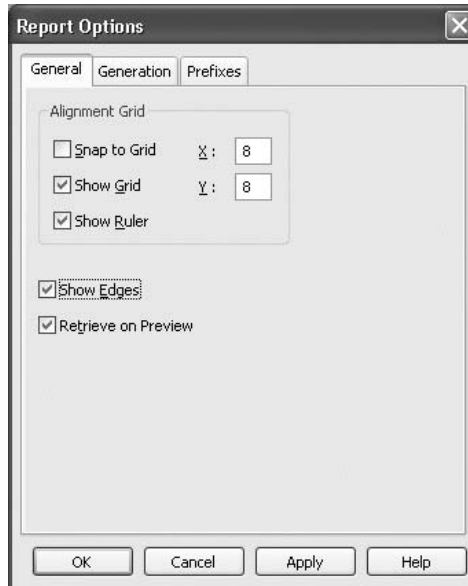 Report Options
General Generation Prefixes
Alignment Grid
Snap to Grid X: 8
Show Grid Y: 8
Show Ruler
Show Edges
Retrieve on Preview
OK Cancel Apply Help